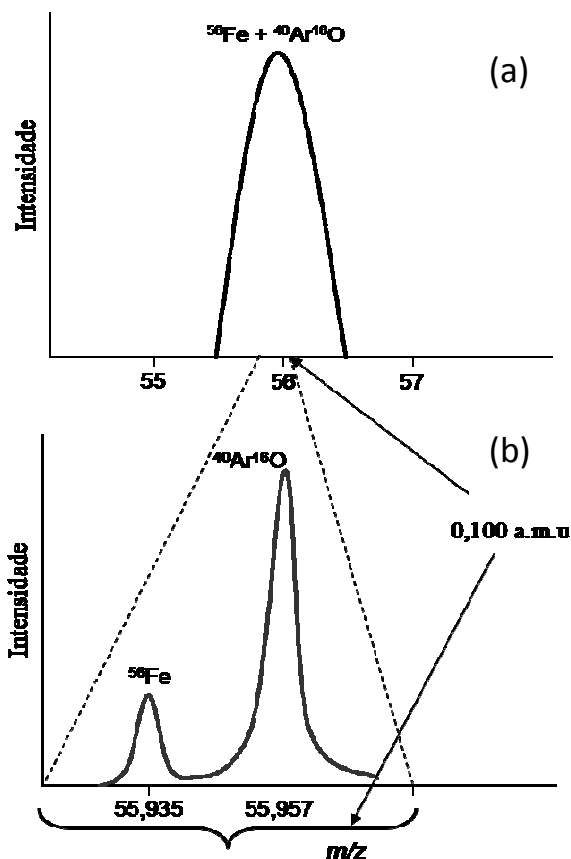 ⁵⁶Fe + ⁴⁰Ar¹⁶O
(a)
Intensidade
55
56
57
(b)
⁴⁰Ar¹⁶O
0,100 a.m.u
Intensidade
⁵⁶Fe
55,935
55,957
m/z